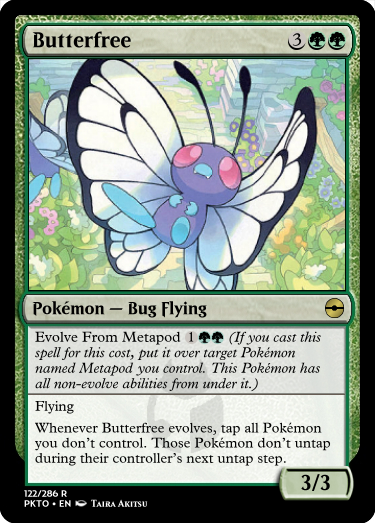 Butterfree 3
Pokémon — Bug Flying
Evolve From Metapod 1 (If you cast this
spell for this cost, put it over target Pokémon
named Metapod you control. This Pokémon has
all non-evolve abilities from under it.)
Flying
Whenever Butterfree evolves, tap all Pokémon
you don't control. Those Pokémon don't untap
during their controller's next untap step.
3/3
122/286 R
PKTO • EN Taira Akitsu